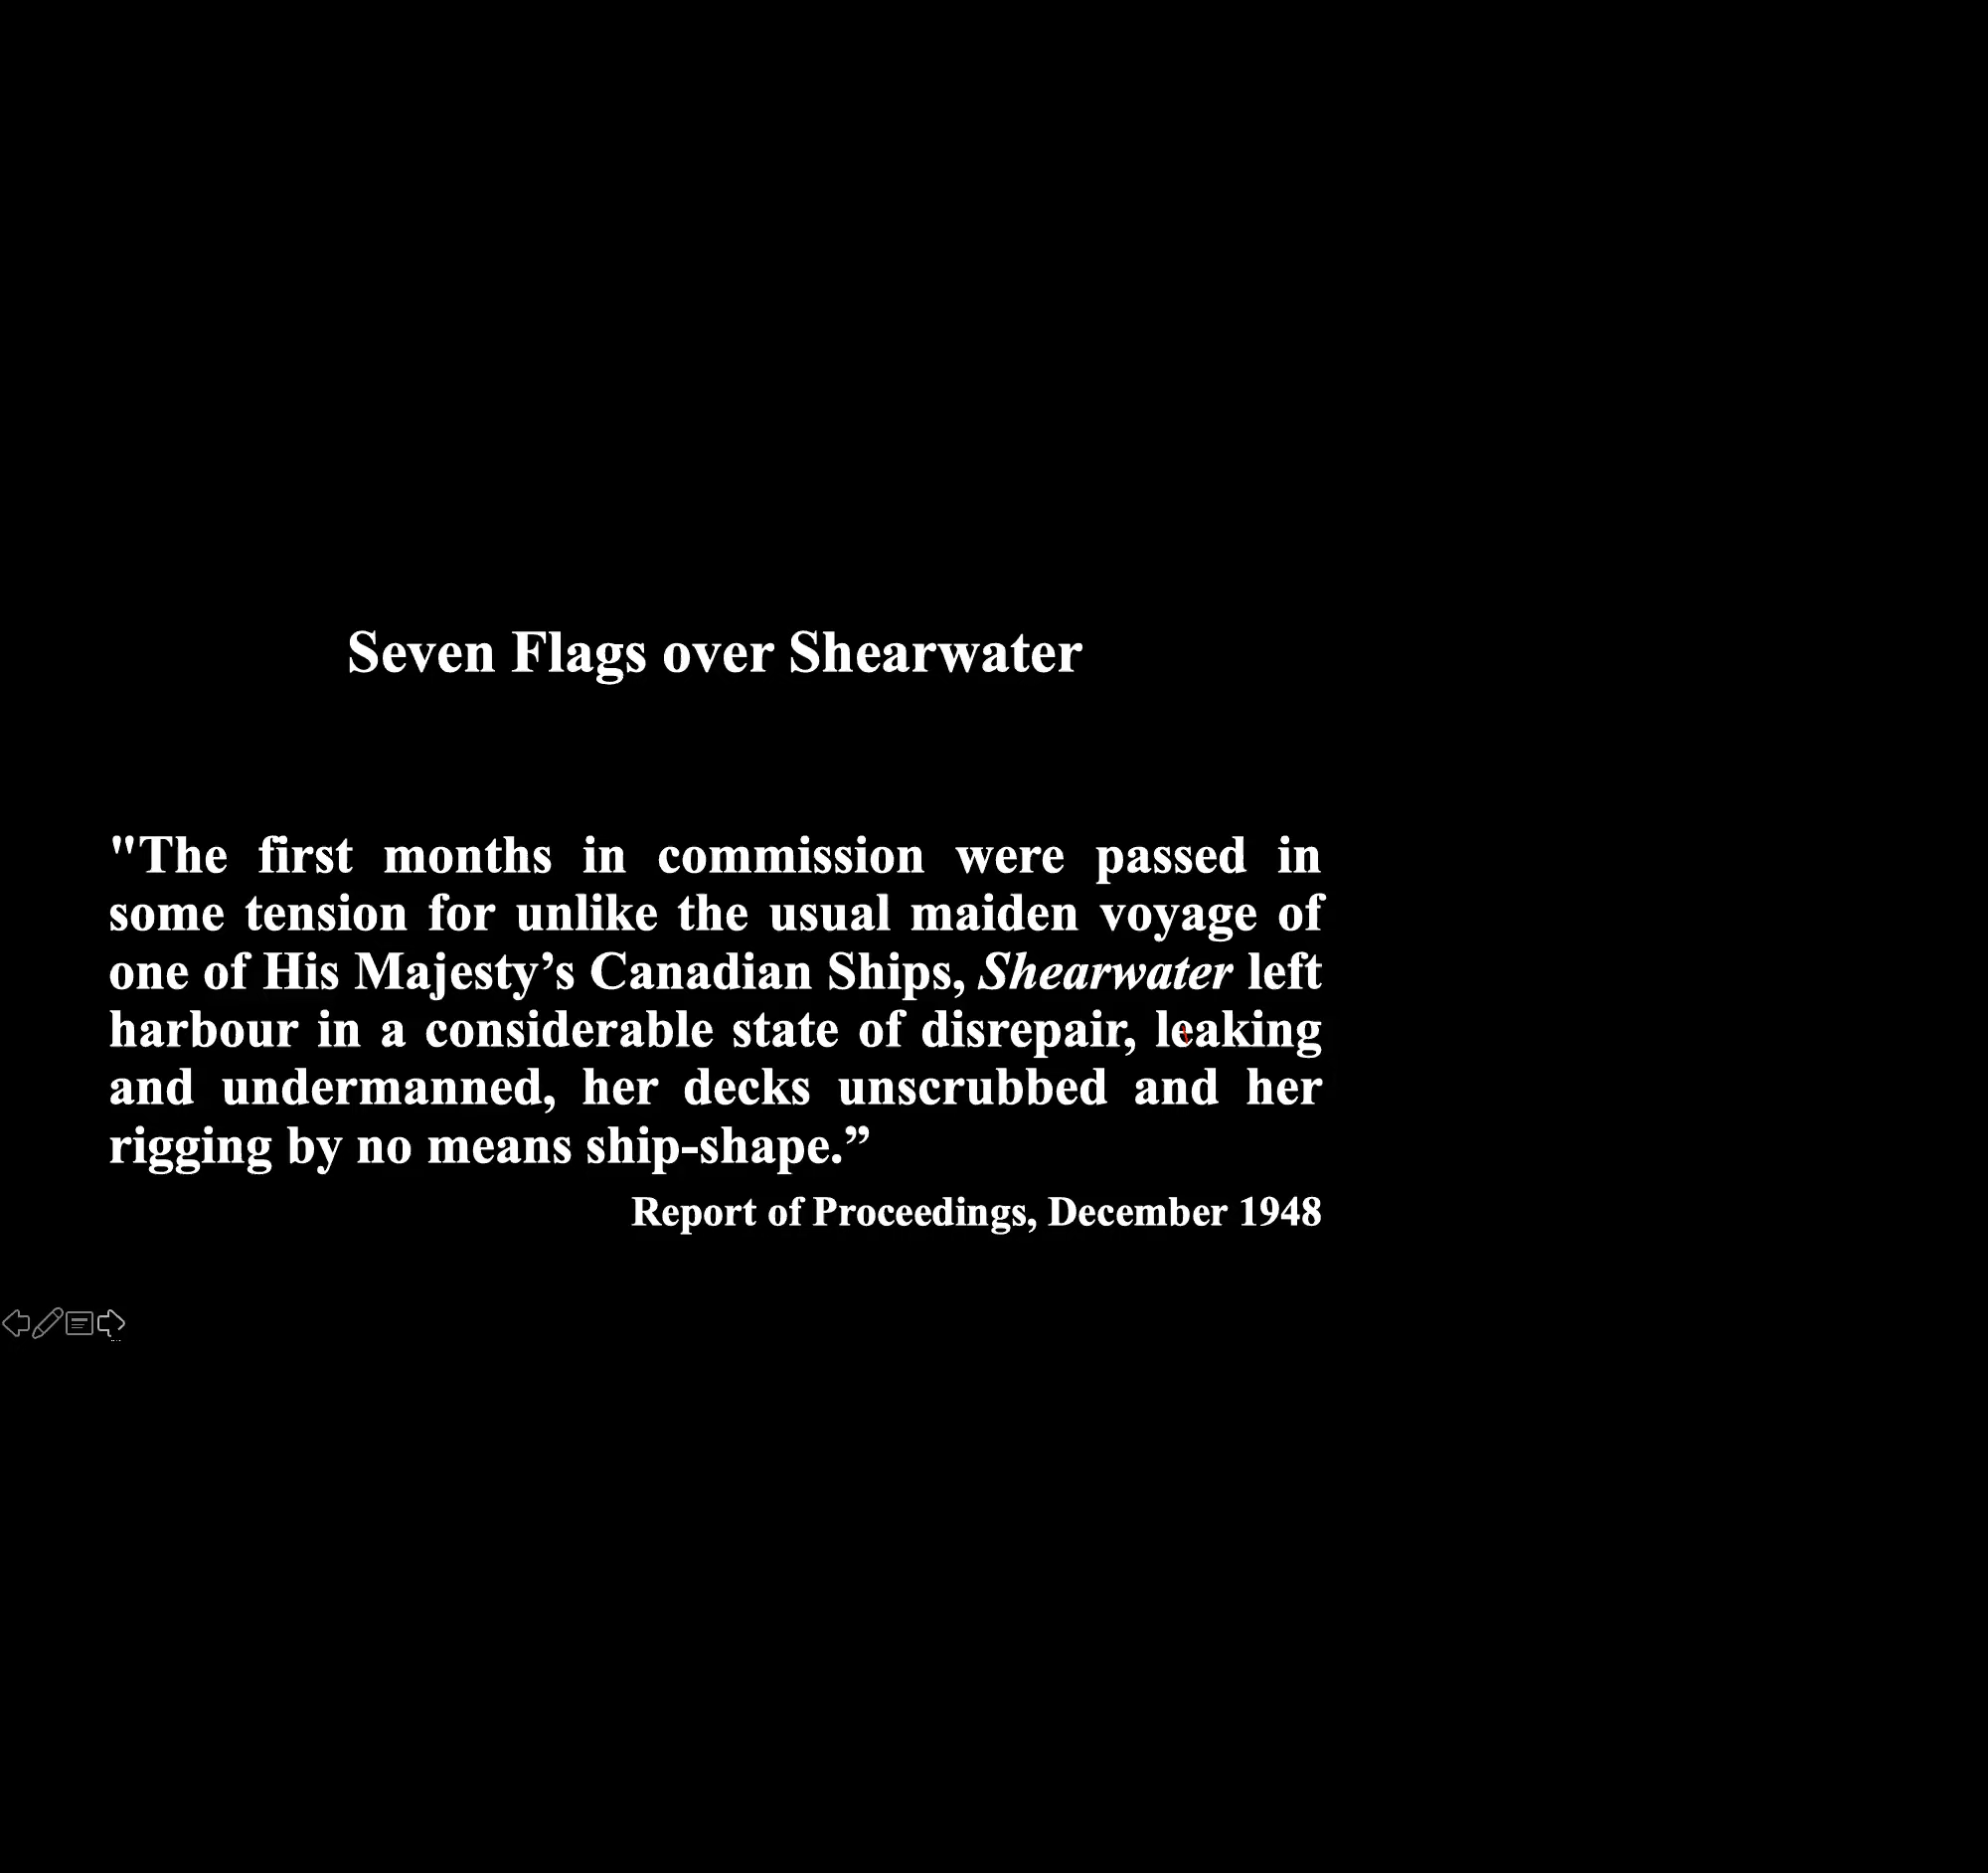 Seven Flags over Shearwater
"The first months in commission were passed in
some tension for unlike the usual maiden voyage of
one of His Majesty’s Canadian Ships, Shearwater left
harbour in a considerable state of disrepair, leaking
and undermanned, her decks unscrubbed and her
rigging by no means ship-shape.”
Report of Proceedings, December 1948